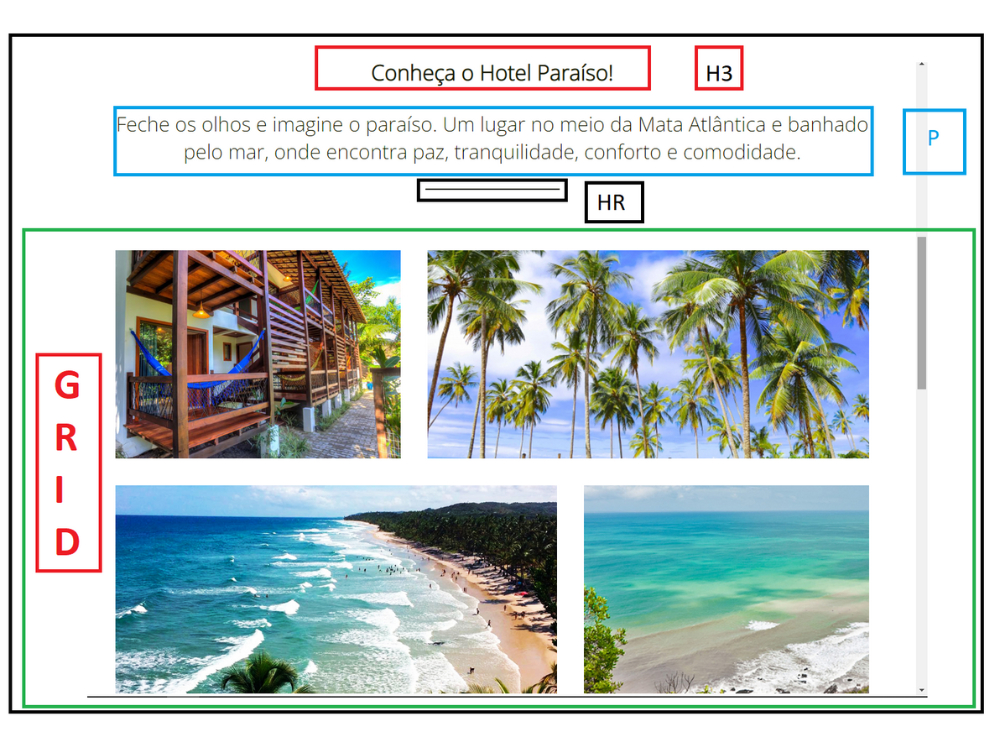 Conheça o Hotel Paraíso!
H3
Feche os olhos e imagine o paraíso. Um lugar no meio da Mata Atlântica e banhado
pelo mar, onde encontra paz, tranquilidade, conforto e comodidade.
P
HR
G
R
I
D